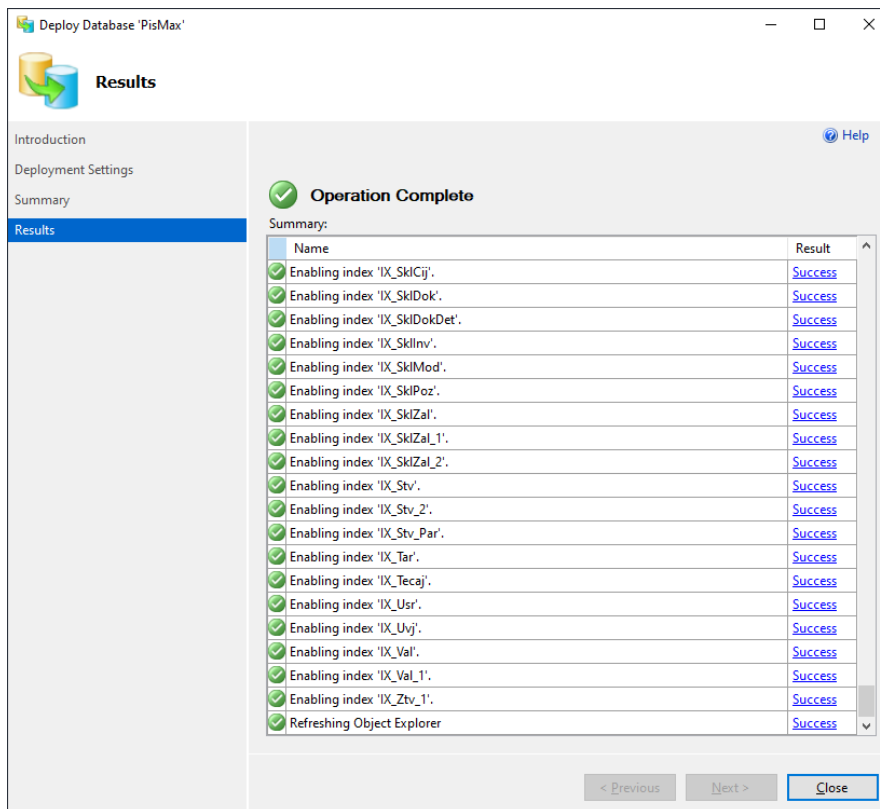 Deploy Database 'PisMax'
Results
Help
Introduction
Deployment Settings
Summary
Results
Operation Complete
Summary:
Name Result
Enabling index 'IX_SklCij'. Success
Enabling index 'IX_SklDok'. Success
Enabling index 'IX_SklDokDet'. Success
Enabling index 'IX_SklInv'. Success
Enabling index 'IX_SklMod'. Success
Enabling index 'IX_SklPoz'. Success
Enabling index 'IX_SklZal'. Success
Enabling index 'IX_SklZal_1'. Success
Enabling index 'IX_SklZal_2'. Success
Enabling index 'IX_Stv'. Success
Enabling index 'IX_Stv_2'. Success
Enabling index 'IX_Stv_Par'. Success
Enabling index 'IX_Tar'. Success
Enabling index 'IX_Tecaj'. Success
Enabling index 'IX_Usr'. Success
Enabling index 'IX_Uvj'. Success
Enabling index 'IX_Val'. Success
Enabling index 'IX_Val_1'. Success
Enabling index 'IX_Ztv_1'. Success
Refreshing Object Explorer Success
< Previous Next > Close